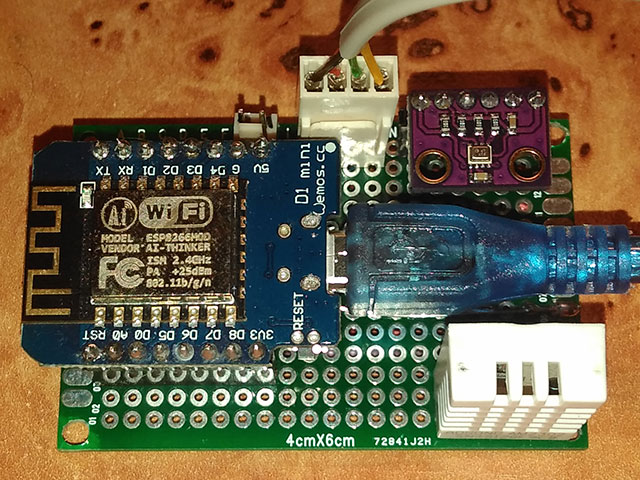 5V G D4 D3 D2 D1 RX TX
D1 mini
Wemos.cc
Ai WiFi
MODEL ESP8266MOD
VENDOR AI-THINKER
FC ISM 2.4GHz
PA +25dBm
802.11b/g/n
RESET
3V3 D8 D7 D6 D5 D0 A0 RST
4cmX6cm
72841J2H